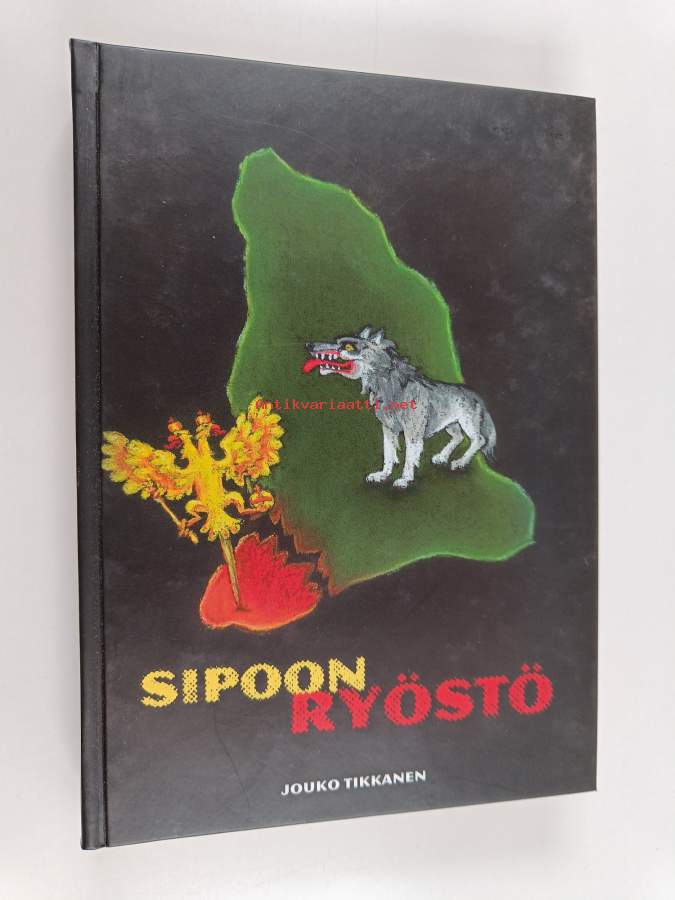 antikvariaatti.net
SIPOON
RYÖSTÖ
JOUKO TIKKANEN